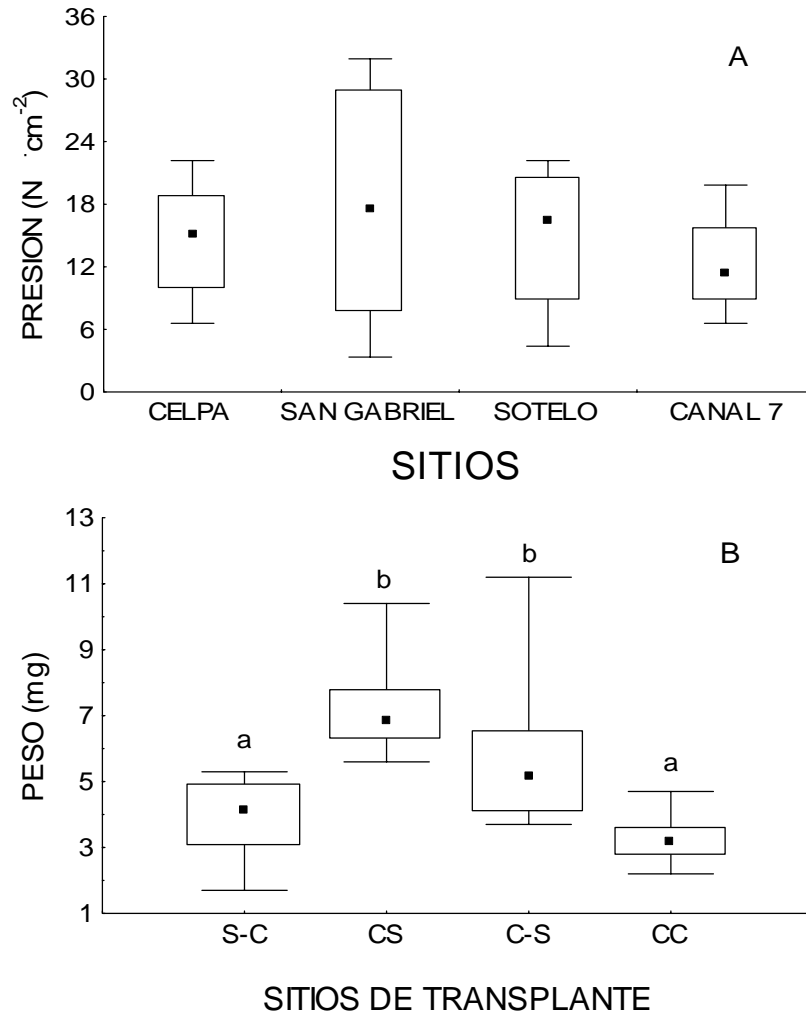 A
PRESION (N ·cm-2)
36
30
24
18
12
6
0
CELPA SAN GABRIEL SOTELO CANAL 7
SITIOS
B
PESO (mg)
13
11
9
7
5
3
1
a b b a
S-C CS C-S CC
SITIOS DE TRANSPLANTE